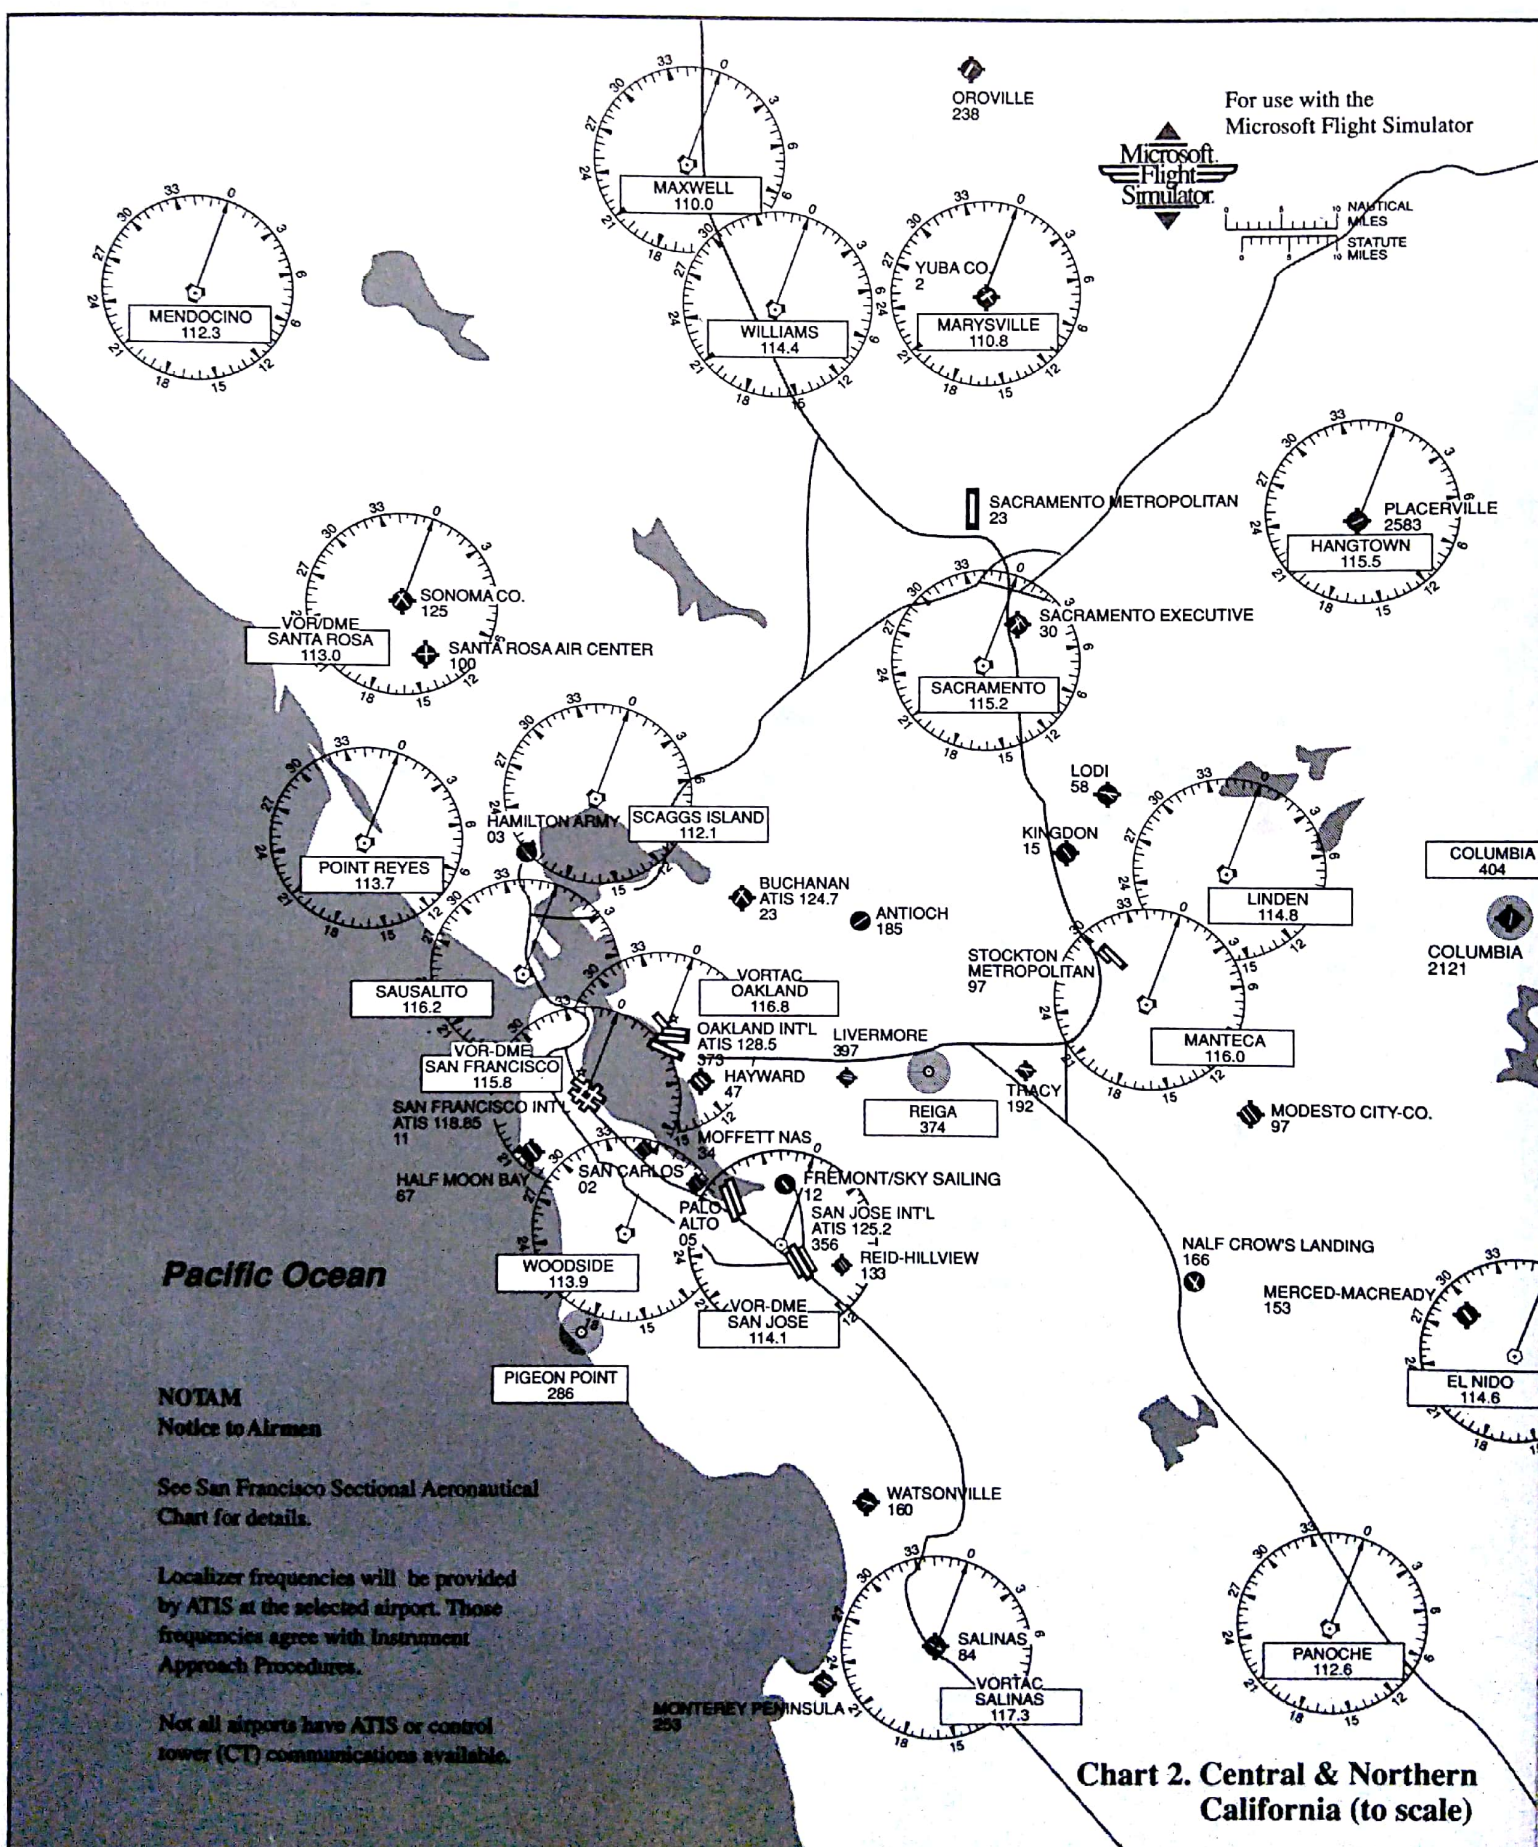 OROVILLE
238
For use with the
Microsoft Flight Simulator
Microsoft
Flight
Simulator
0 5 10 NAUTICAL
MILES
STATUTE
0 5 10 MILES
MAXWELL
110.0
MENDOCINO
112.3
WILLIAMS
114.4
YUBA CO.
2
MARYSVILLE
110.8
SACRAMENTO METROPOLITAN
23
PLACERVILLE
2583
HANGTOWN
115.5
SONOMA CO.
125
VOR/DME
SANTA ROSA
113.0
SANTA ROSA AIR CENTER
100
SACRAMENTO EXECUTIVE
30
SACRAMENTO
115.2
LODI
58
KINGDON
15
HAMILTON ARMY
03
SCAGGS ISLAND
112.1
POINT REYES
113.7
BUCHANAN
ATIS 124.7
23
ANTIOCH
185
LINDEN
114.8
COLUMBIA
404
COLUMBIA
2121
STOCKTON
METROPOLITAN
97
SAUSALITO
116.2
VORTAC
OAKLAND
116.8
OAKLAND INT'L
ATIS 128.5
373
LIVERMORE
397
MANTECA
116.0
VOR-DME
SAN FRANCISCO
115.8
HAYWARD
47
SAN FRANCISCO INT'L
ATIS 118.85
11
REIGA
374
TRACY
192
MODESTO CITY-CO.
97
MOFFETT NAS
34
HALF MOON BAY
67
SAN CARLOS
02
FREMONT/SKY SAILING
12
PALO
ALTO
05
SAN JOSE INT'L
ATIS 125.2
356
REID-HILLVIEW
133
WOODSIDE
113.9
VOR-DME
SAN JOSE
114.1
NALF CROW'S LANDING
166
MERCED-MACREADY
153
EL NIDO
114.6
Pacific Ocean
PIGEON POINT
286
NOTAM
Notice to Airmen
See San Francisco Sectional Aeronautical
Chart for details.
Localizer frequencies will be provided
by ATIS at the selected airport. Those
frequencies agree with Instrument
Approach Procedures.
Not all airports have ATIS or control
tower (CT) communications available.
WATSONVILLE
160
SALINAS
84
VORTAC
SALINAS
117.3
MONTEREY PENINSULA
253
PANOCHE
112.6
Chart 2. Central & Northern
California (to scale)